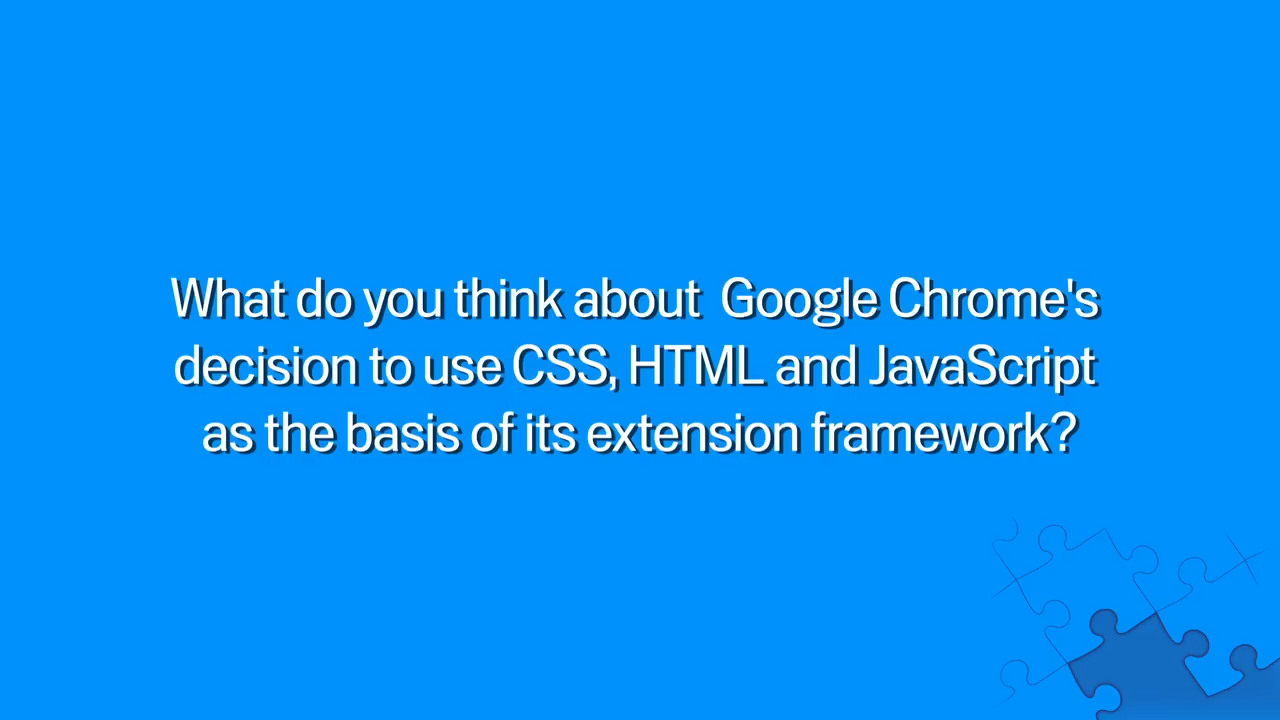 What do you think about  Google Chrome's
decision to use CSS, HTML and JavaScript
as the basis of its extension framework?